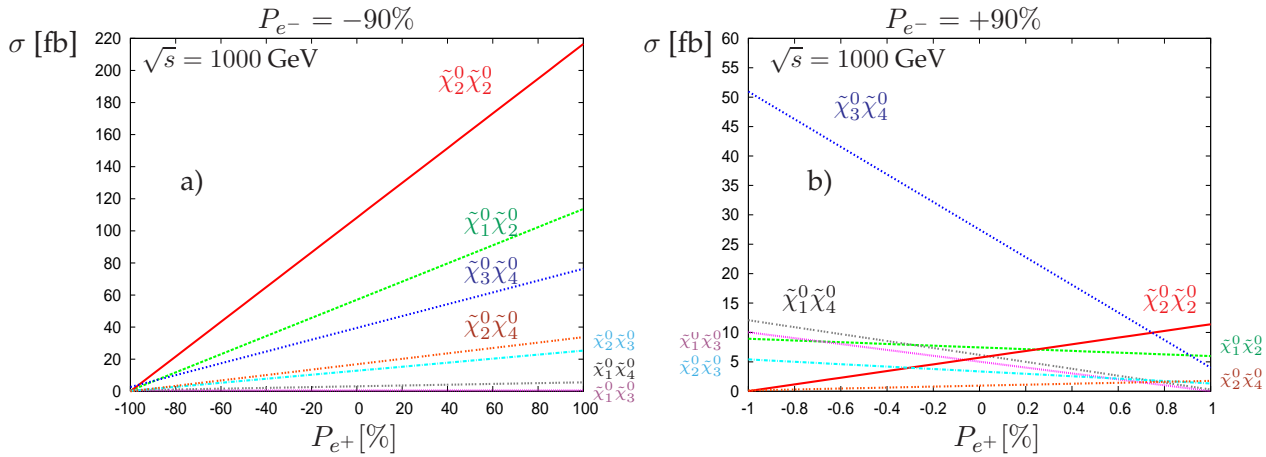 P_{e^-} = −90%
σ [fb]
√s = 1000 GeV
220
200
180
160
140
120
100
80
60
40
20
0
χ̃⁰₂χ̃⁰₂
a)
χ̃⁰₁χ̃⁰₂
χ̃⁰₃χ̃⁰₄
χ̃⁰₂χ̃⁰₄
χ̃⁰₂χ̃⁰₃
χ̃⁰₁χ̃⁰₄
χ̃⁰₁χ̃⁰₃
-100 -80 -60 -40 -20 0 20 40 60 80 100
P_{e^+} [%]
P_{e^-} = +90%
σ [fb]
√s = 1000 GeV
60
55
50
45
40
35
30
25
20
15
10
5
0
χ̃⁰₃χ̃⁰₄
b)
χ̃⁰₁χ̃⁰₄
χ̃⁰₂χ̃⁰₂
χ̃⁰₁χ̃⁰₃
χ̃⁰₂χ̃⁰₃
χ̃⁰₁χ̃⁰₂
χ̃⁰₂χ̃⁰₄
-1 -0.8 -0.6 -0.4 -0.2 0 0.2 0.4 0.6 0.8 1
P_{e^+} [%]